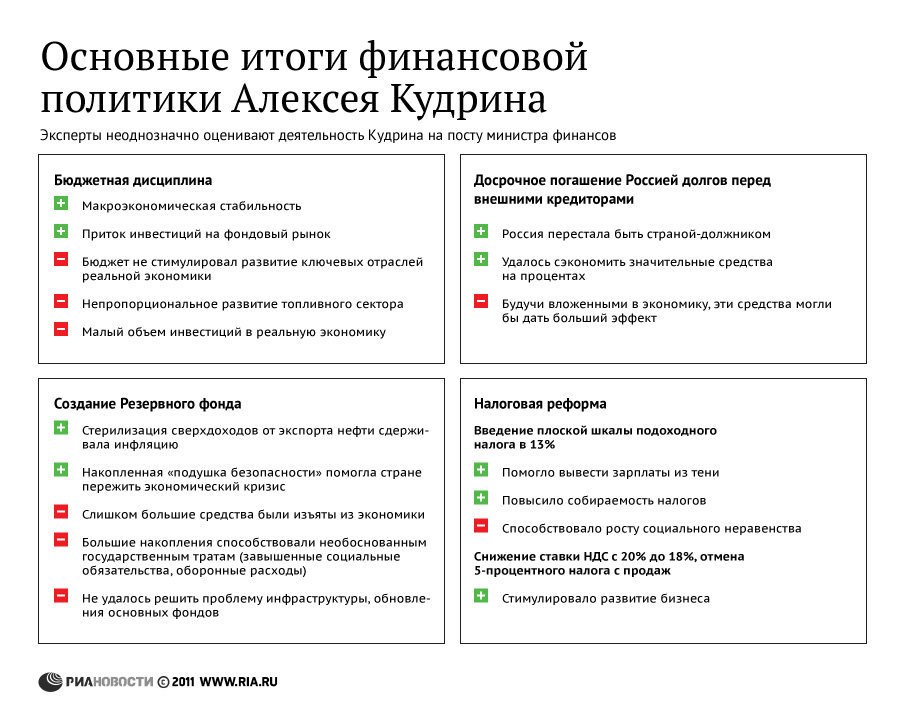 Основные итоги финансовой
политики Алексея Кудрина
Эксперты неоднозначно оценивают деятельность Кудрина на посту министра финансов
Бюджетная дисциплина
+ Макроэкономическая стабильность
+ Приток инвестиций на фондовый рынок
− Бюджет не стимулировал развитие ключевых отраслей
реальной экономики
− Непропорциональное развитие топливного сектора
− Малый объем инвестиций в реальную экономику
Досрочное погашение Россией долгов перед
внешними кредиторами
+ Россия перестала быть страной-должником
+ Удалось сэкономить значительные средства
на процентах
− Будучи вложенными в экономику, эти средства могли
бы дать больший эффект
Создание Резервного фонда
+ Стерилизация сверхдоходов от экспорта нефти сдержи-
вала инфляцию
+ Накопленная «подушка безопасности» помогла стране
пережить экономический кризис
− Слишком большие средства были изъяты из экономики
− Большие накопления способствовали необоснованным
государственным тратам (завышенные социальные
обязательства, оборонные расходы)
− Не удалось решить проблему инфраструктуры, обновле-
ния основных фондов
Налоговая реформа
Введение плоской шкалы подоходного
налога в 13%
+ Помогло вывести зарплаты из тени
+ Повысило собираемость налогов
− Способствовало росту социального неравенства
Снижение ставки НДС с 20% до 18%, отмена
5-процентного налога с продаж
+ Стимулировало развитие бизнеса
РИАНОВОСТИ © 2011 WWW.RIA.RU